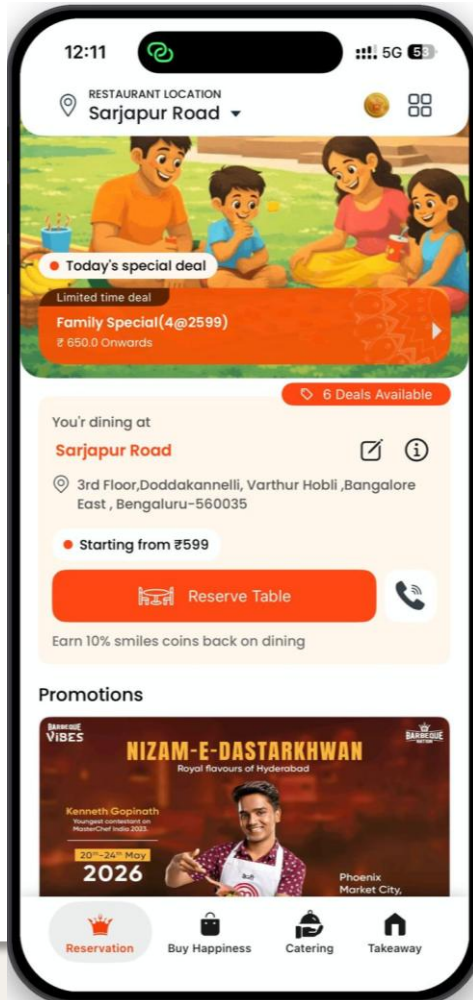 12:11
5G 53
RESTAURANT LOCATION
Sarjapur Road
Today's special deal
Limited time deal
Family Special(4@2599)
₹ 650.0 Onwards
6 Deals Available
You'r dining at
Sarjapur Road
3rd Floor,Doddakannelli, Varthur Hobli ,Bangalore
East , Bengaluru-560035
Starting from ₹599
Reserve Table
Earn 10% smiles coins back on dining
Promotions
BARBEQUE
ViBES
BARBEQUE
NATION
NIZAM-E-DASTARKHWAN
Royal flavours of Hyderabad
Kenneth Gopinath
Youngest contestant on
MasterChef India 2023.
20ᵗʰ-24ᵗʰ May
2026
Phoenix
Market City,
Reservation
Buy Happiness
Catering
Takeaway